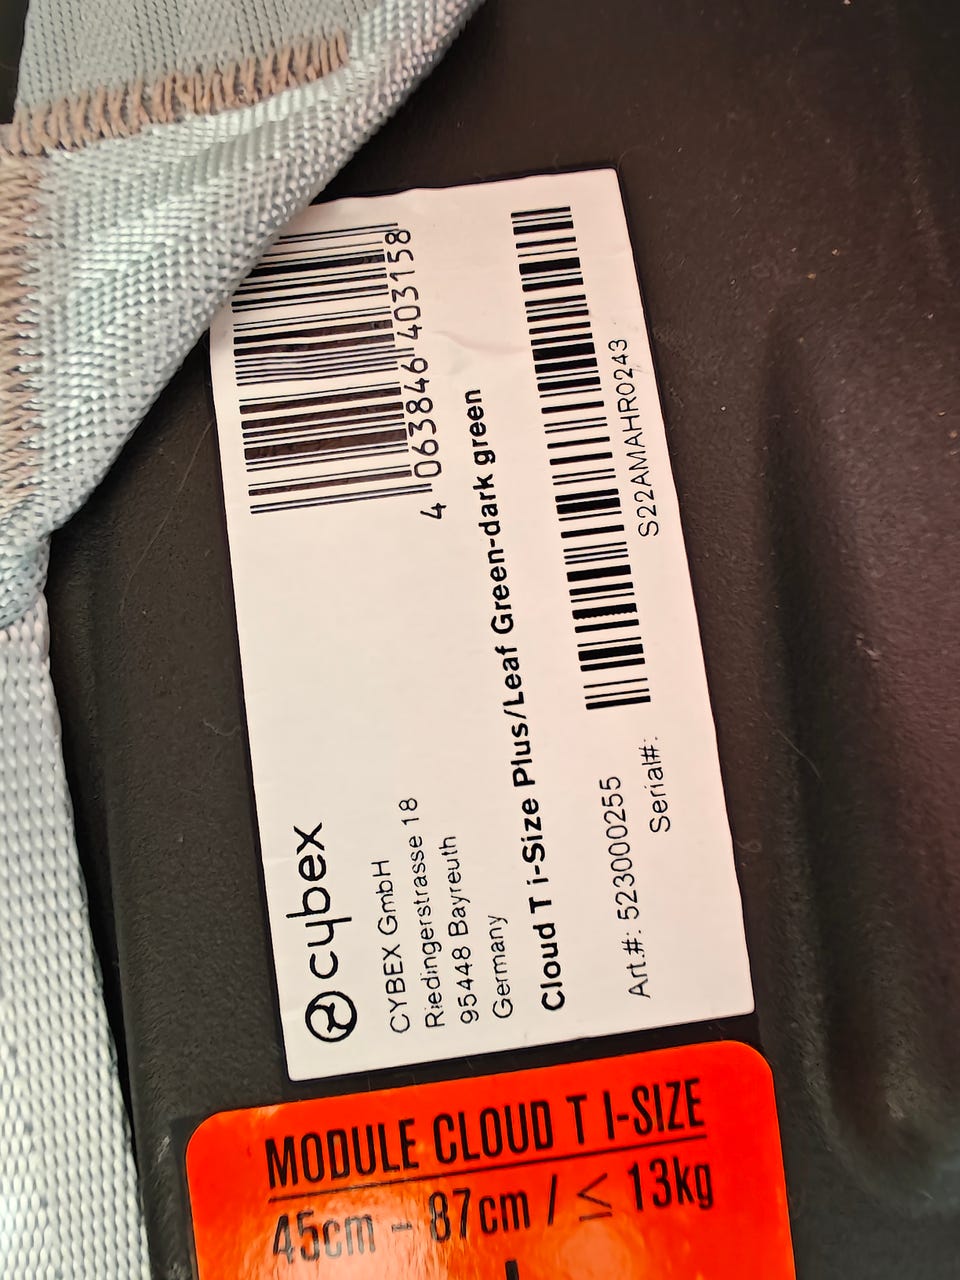 cybex
CYBEX GmbH
Riedingerstrasse 18
95448 Bayreuth
Germany
4 063846 403158
Cloud T i-Size Plus/Leaf Green-dark green
Art.#: 523000255
Serial#:
S22AMAHR0243
MODULE CLOUD T I-SIZE
45cm - 87cm / ≤ 13kg